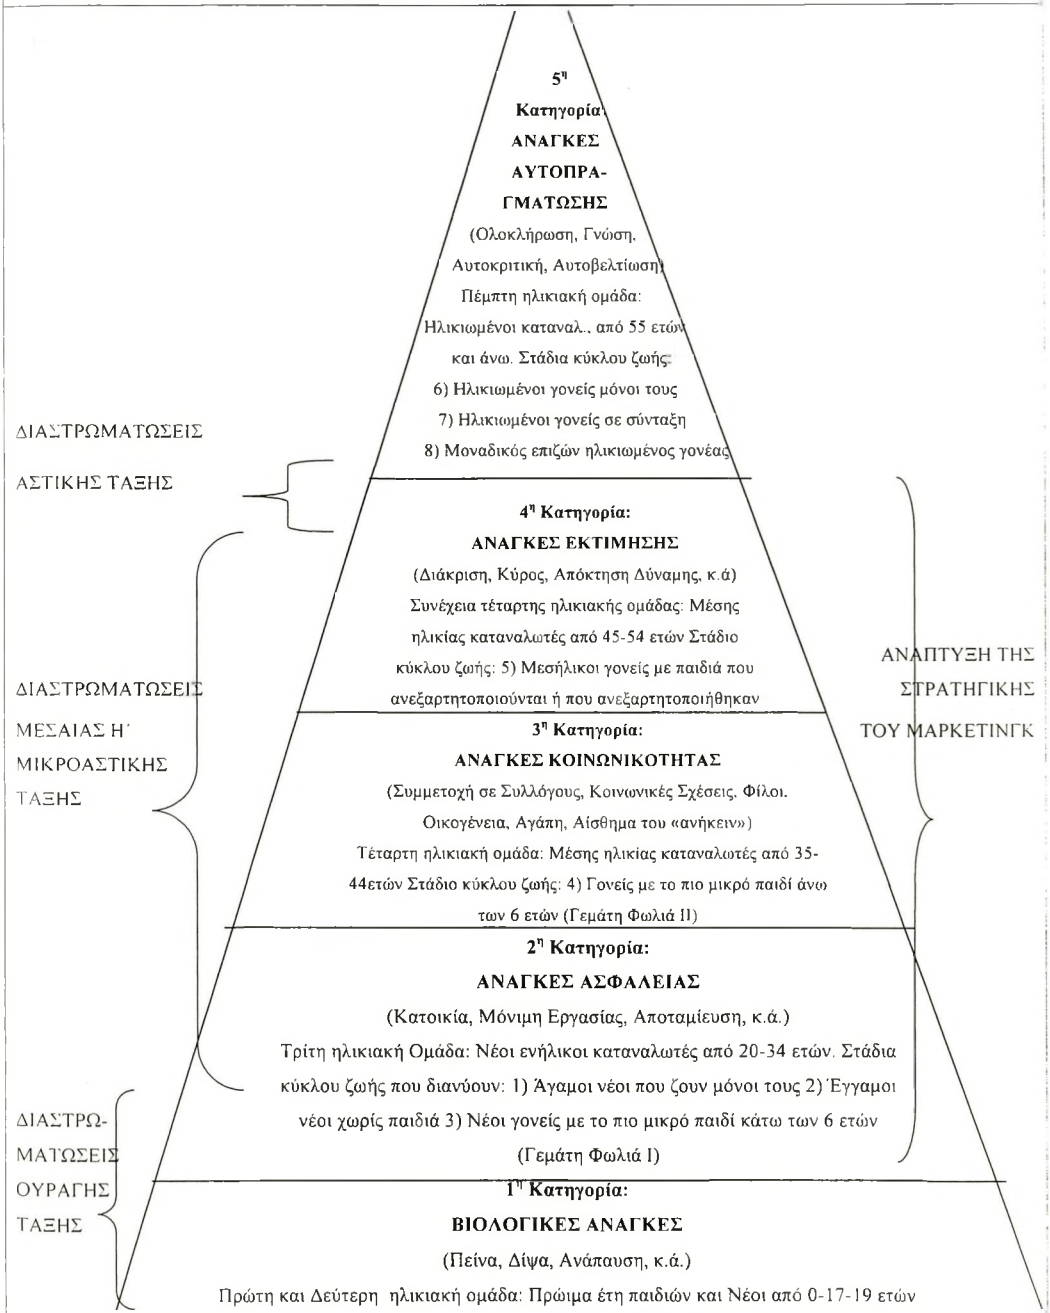 5η
Κατηγορία
ΑΝΑΓΚΕΣ
ΑΥΤΟΠΡΑ-
ΓΜΑΤΩΣΗΣ
(Ολοκλήρωση, Γνώση,
Αυτοκριτική, Αυτοβελτίωση)
Πέμπτη ηλικιακή ομάδα:
Ηλικιωμένοι καταναλ., από 55 ετών
και άνω. Στάδια κύκλου ζωής:
6) Ηλικιωμένοι γονείς μόνοι τους
7) Ηλικιωμένοι γονείς σε σύνταξη
8) Μοναδικός επιζών ηλικιωμένος γονέας
ΔΙΑΣΤΡΩΜΑΤΩΣΕΙΣ
ΑΣΤΙΚΗΣ ΤΑΞΗΣ
4η Κατηγορία:
ΑΝΑΓΚΕΣ ΕΚΤΙΜΗΣΗΣ
(Διάκριση, Κύρος, Απόκτηση Δύναμης, κ.ά)
Συνέχεια τέταρτης ηλικιακής ομάδας: Μέσης
ηλικίας καταναλωτές από 45-54 ετών Στάδιο
κύκλου ζωής: 5) Μεσήλικοι γονείς με παιδιά που
ανεξαρτητοποιούνται ή που ανεξαρτητοποιήθηκαν
ΔΙΑΣΤΡΩΜΑΤΩΣΕΙΣ
ΜΕΣΑΙΑΣ Η΄
ΜΙΚΡΟΑΣΤΙΚΗΣ
ΤΑΞΗΣ
ΑΝΑΠΤΥΞΗ ΤΗΣ
ΣΤΡΑΤΗΓΙΚΗΣ
ΤΟΥ ΜΑΡΚΕΤΙΝΓΚ
3η Κατηγορία:
ΑΝΑΓΚΕΣ ΚΟΙΝΩΝΙΚΟΤΗΤΑΣ
(Συμμετοχή σε Συλλόγους, Κοινωνικές Σχέσεις, Φίλοι,
Οικογένεια, Αγάπη, Αίσθημα του «ανήκειν»)
Τέταρτη ηλικιακή ομάδα: Μέσης ηλικίας καταναλωτές από 35-
44ετών Στάδιο κύκλου ζωής: 4) Γονείς με το πιο μικρό παιδί άνω
των 6 ετών (Γεμάτη Φωλιά ΙΙ)
2η Κατηγορία:
ΑΝΑΓΚΕΣ ΑΣΦΑΛΕΙΑΣ
(Κατοικία, Μόνιμη Εργασίας, Αποταμίευση, κ.ά.)
Τρίτη ηλικιακή Ομάδα: Νέοι ενήλικοι καταναλωτές από 20-34 ετών. Στάδια
κύκλου ζωής που διανύουν: 1) Άγαμοι νέοι που ζουν μόνοι τους 2) Έγγαμοι
νέοι χωρίς παιδιά 3) Νέοι γονείς με το πιο μικρό παιδί κάτω των 6 ετών
(Γεμάτη Φωλιά Ι)
ΔΙΑΣΤΡΩ-
ΜΑΤΩΣΕΙΣ
ΟΥΡΑΓΗΣ
ΤΑΞΗΣ
1η Κατηγορία:
ΒΙΟΛΟΓΙΚΕΣ ΑΝΑΓΚΕΣ
(Πείνα, Δίψα, Ανάπαυση, κ.ά.)
Πρώτη και Δεύτερη ηλικιακή ομάδα: Πρώιμα έτη παιδιών και Νέοι από 0-17-19 ετών